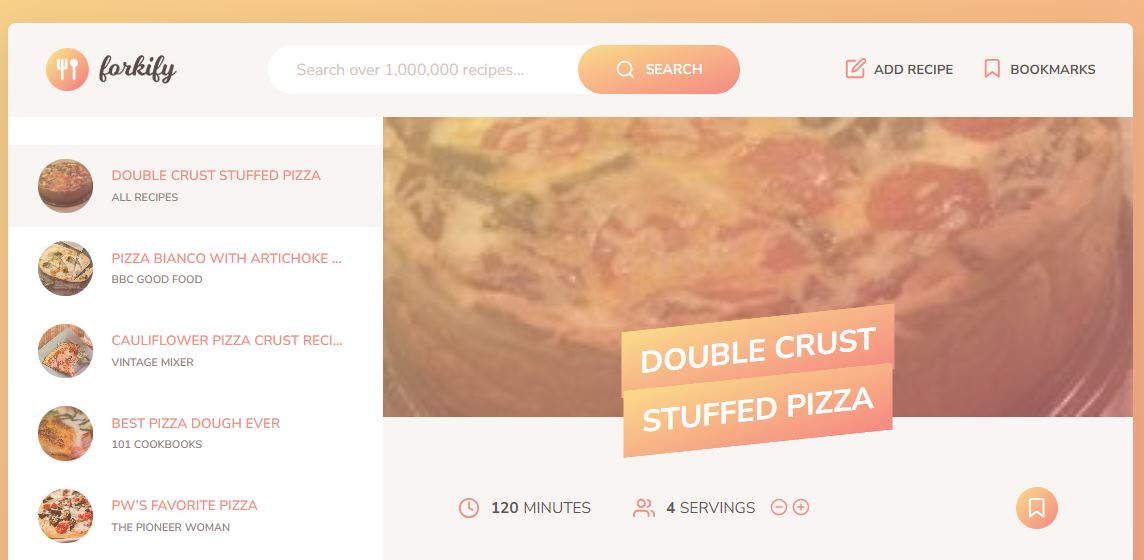 forkify
Search over 1,000,000 recipes...
SEARCH
ADD RECIPE
BOOKMARKS
DOUBLE CRUST STUFFED PIZZA
ALL RECIPES
PIZZA BIANCO WITH ARTICHOKE ...
BBC GOOD FOOD
CAULIFLOWER PIZZA CRUST RECI...
VINTAGE MIXER
BEST PIZZA DOUGH EVER
101 COOKBOOKS
PW'S FAVORITE PIZZA
THE PIONEER WOMAN
DOUBLE CRUST
STUFFED PIZZA
120 MINUTES
4 SERVINGS